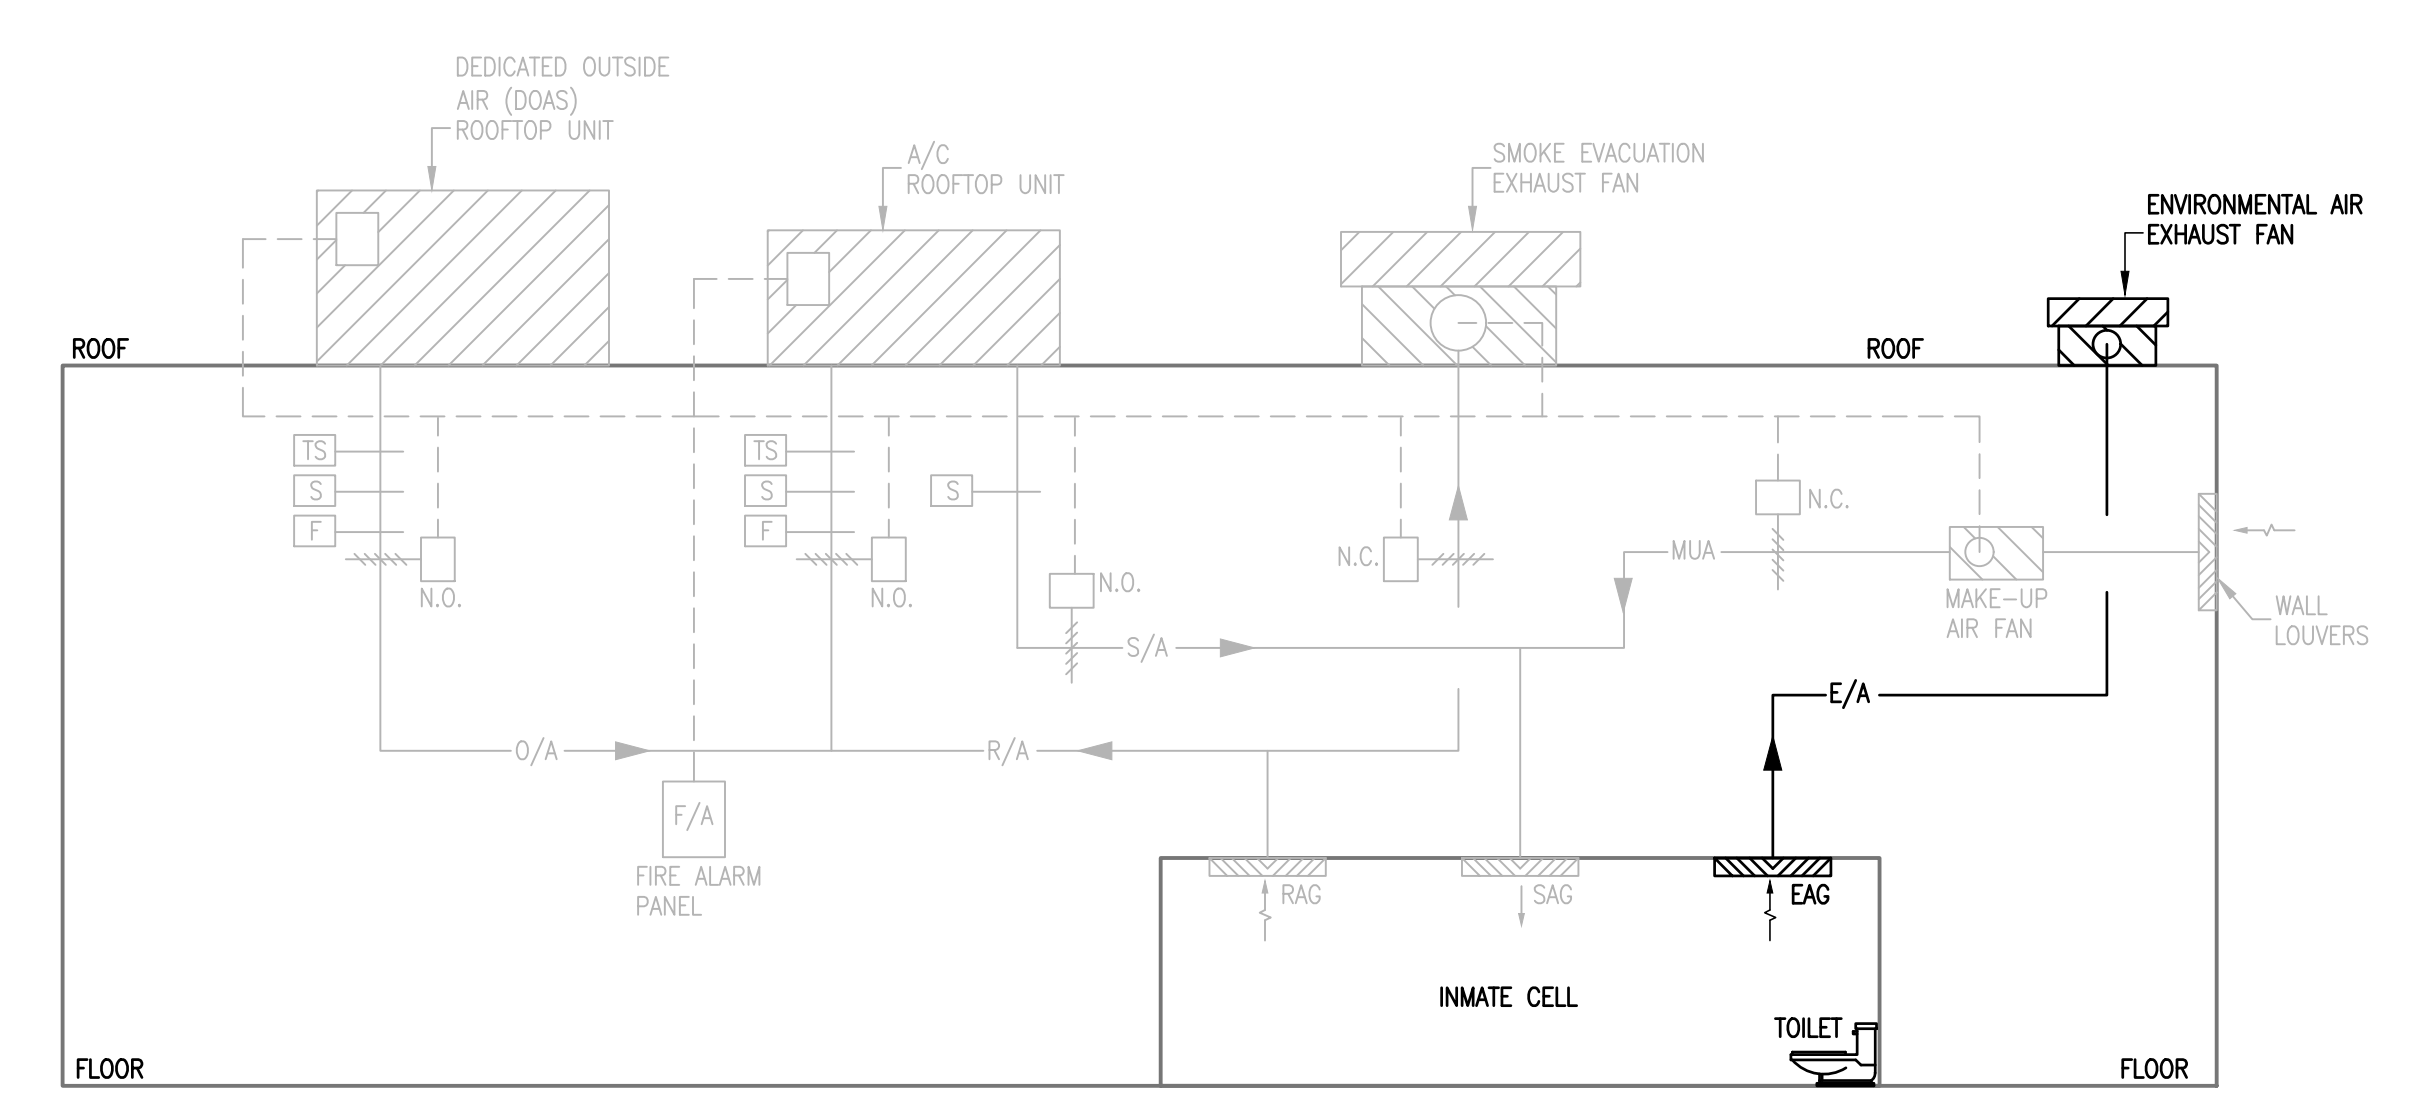 DEDICATED OUTSIDE
AIR (DOAS)
ROOFTOP UNIT
A/C
ROOFTOP UNIT
SMOKE EVACUATION
EXHAUST FAN
ENVIRONMENTAL AIR
EXHAUST FAN
ROOF
ROOF
TS
S
F
N.O.
TS
S
F
N.O.
S
N.O.
N.C.
N.C.
MUA
MAKE-UP
AIR FAN
WALL
LOUVERS
S/A
E/A
O/A
R/A
F/A
FIRE ALARM
PANEL
RAG
SAG
EAG
INMATE CELL
TOILET
FLOOR
FLOOR